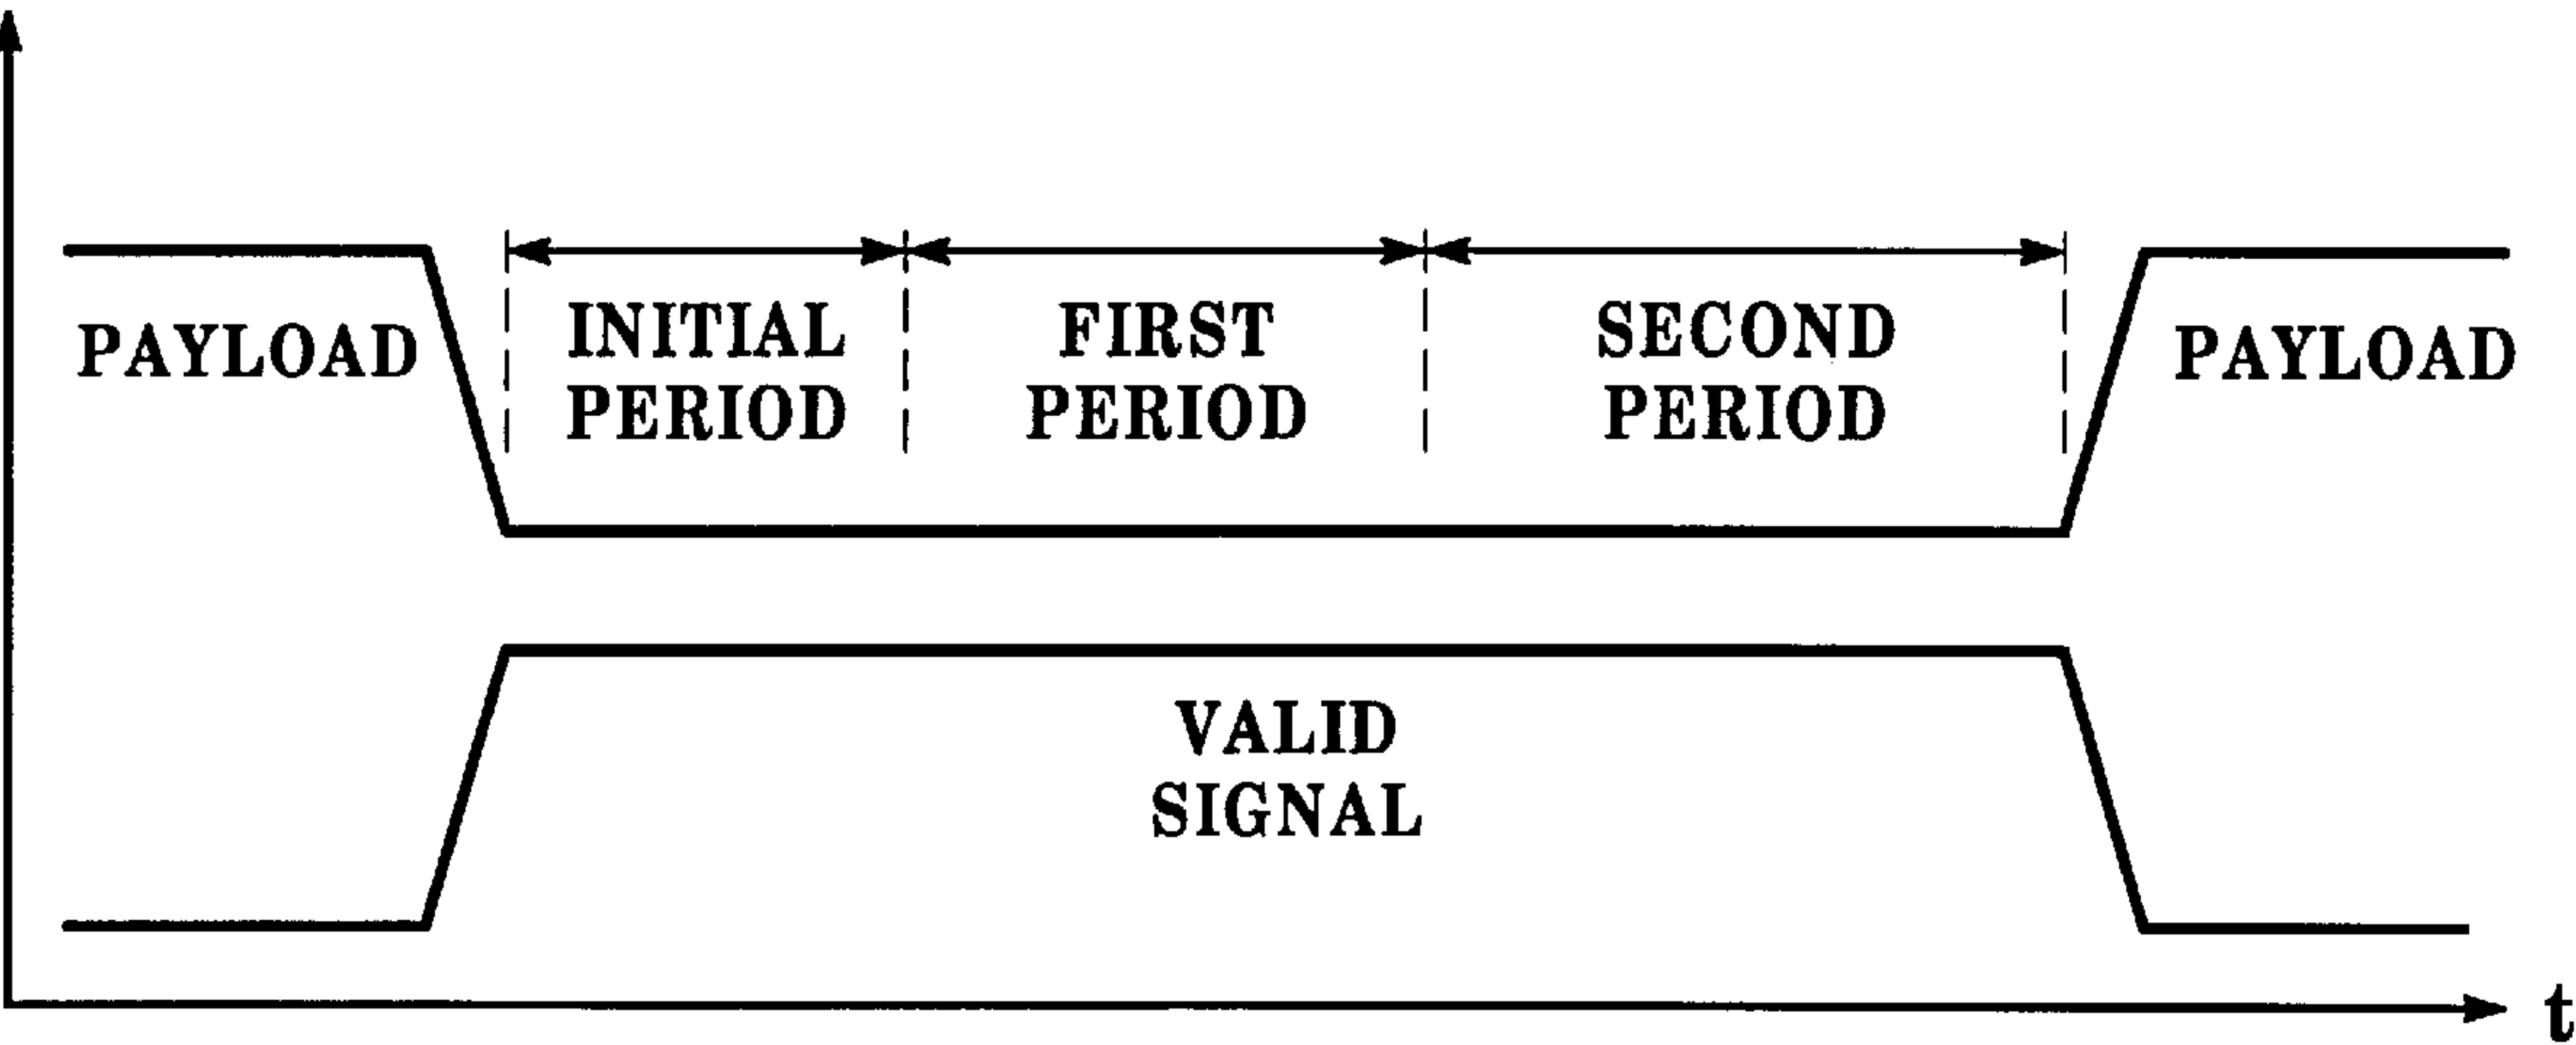 PAYLOAD
INITIAL
PERIOD
FIRST
PERIOD
SECOND
PERIOD
PAYLOAD
VALID
SIGNAL
t